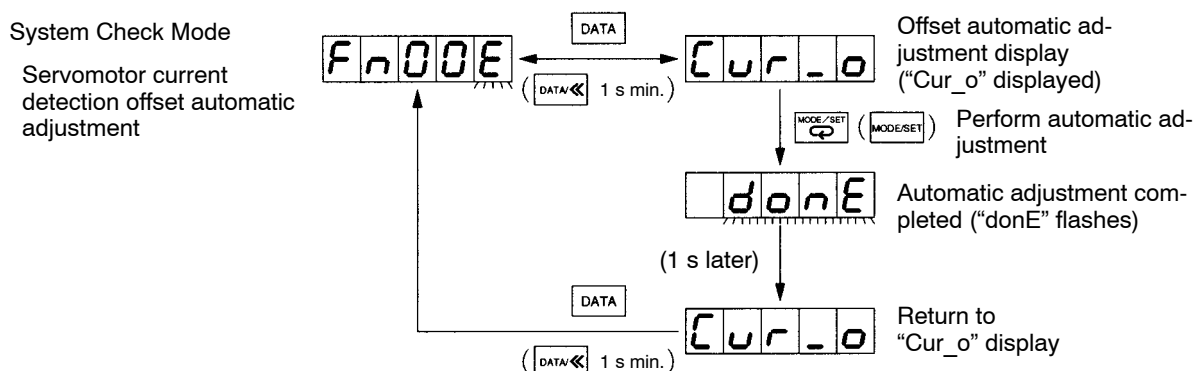 System Check Mode
Servomotor current
detection offset automatic
adjustment
Fn00E
DATA
( DATA/≪ 1 s min.)
Cur_o
Offset automatic ad-
justment display
(“Cur_o” displayed)
MODE/SET ( MODE/SET )
Perform automatic ad-
justment
donE
Automatic adjustment com-
pleted (“donE” flashes)
(1 s later)
DATA
( DATA/≪ 1 s min.)
Cur_o
Return to
“Cur_o” display